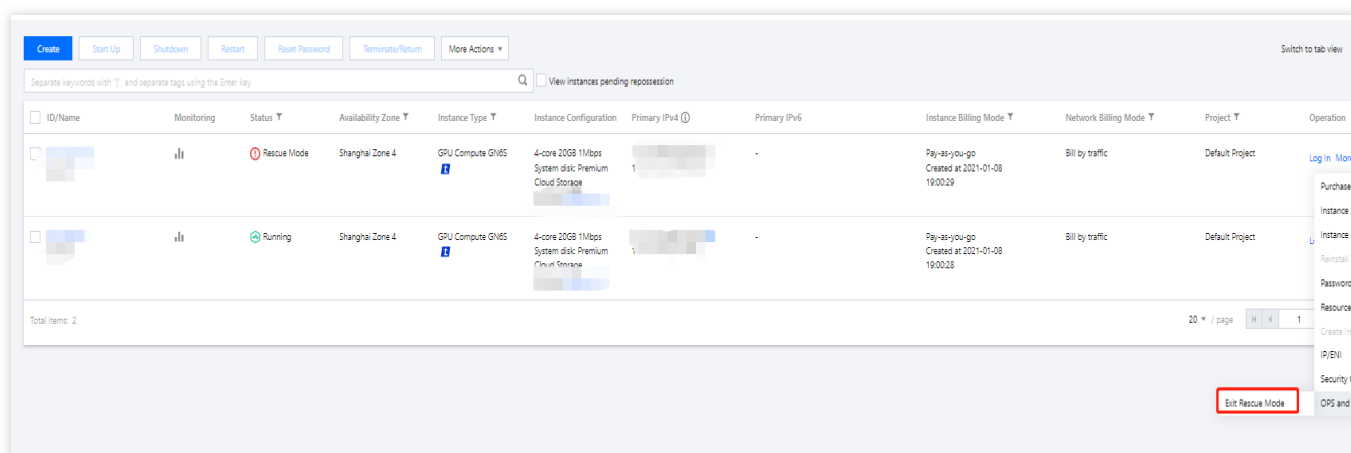 Create
Start Up
Shutdown
Restart
Reset Password
Terminate/Return
More Actions
Switch to tab view
Separate keywords with "|", and separate tags using the Enter key
View instances pending repossession
ID/Name
Monitoring
Status
Availability Zone
Instance Type
Instance Configuration
Primary IPv4
Primary IPv6
Instance Billing Mode
Network Billing Mode
Project
Operation
Rescue Mode
Shanghai Zone 4
GPU Compute GN6S
4-core 20GB 1Mbps
System disk: Premium
Cloud Storage
1
-
Pay-as-you-go
Created at 2021-01-08
19:00:29
Bill by traffic
Default Project
Log In More
Running
Shanghai Zone 4
GPU Compute GN6S
4-core 20GB 1Mbps
System disk: Premium
Cloud Storage
1
-
Pay-as-you-go
Created at 2021-01-08
19:00:28
Bill by traffic
Default Project
Purchase
Instance
Instance
Reinstall
Password
Resource
Create In
IP/ENI
Security
OPS and
Exit Rescue Mode
Total items: 2
20 / page
1